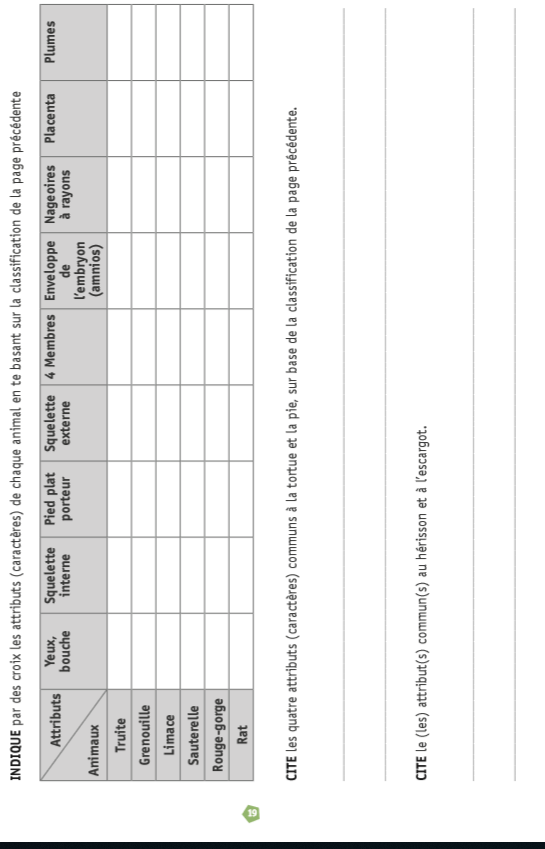 INDIQUE par des croix les attributs (caractères) de chaque animal en te basant sur la classification de la page précédente
Attributs
Animaux
Yeux, bouche
Squelette interne
Pied plat porteur
Squelette externe
4 Membres
Enveloppe de l'embryon (amnios)
Nageoires à rayons
Placenta
Plumes
Truite
Grenouille
Limace
Sauterelle
Rouge-gorge
Rat
CITE les quatre attributs (caractères) communs à la tortue et la pie, sur base de la classification de la page précédente.
CITE le (les) attribut(s) commun(s) au hérisson et à l'escargot.
19